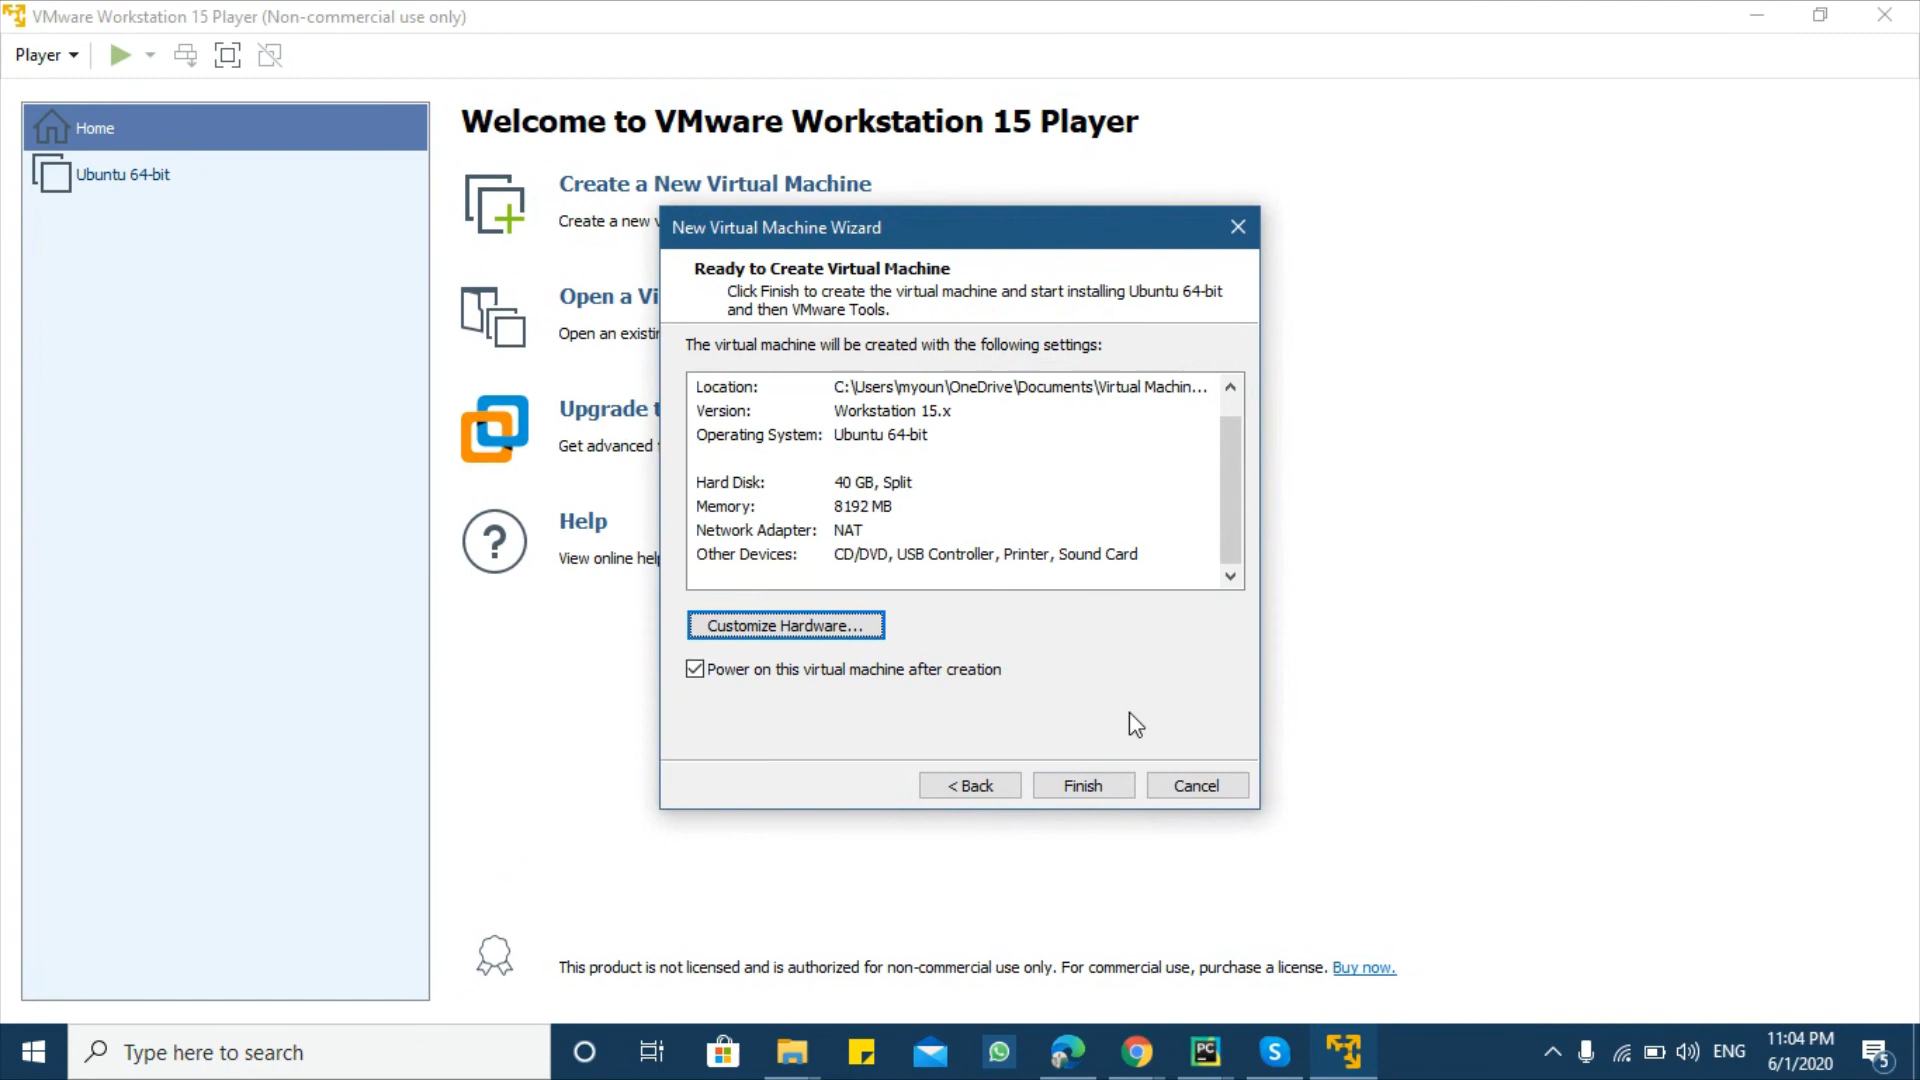 VMware Workstation 15 Player (Non-commercial use only)
Player
Home
Ubuntu 64-bit
Welcome to VMware Workstation 15 Player
Create a New Virtual Machine
Create a new
Open a Vi
Open an
Upgrade
Get advanced
Help
View online
New Virtual Machine Wizard
Ready to Create Virtual Machine
Click Finish to create the virtual machine and start installing Ubuntu 64-bit
and then VMware Tools.
The virtual machine will be created with the following settings:
Location: C:\Users\myoun\OneDrive\Documents\Virtual Machin...
Version: Workstation 15.x
Operating System: Ubuntu 64-bit
Hard Disk: 40 GB, Split
Memory: 8192 MB
Network Adapter: NAT
Other Devices: CD/DVD, USB Controller, Printer, Sound Card
Customize Hardware...
Power on this virtual machine after creation
< Back Finish Cancel
This product is not licensed and is authorized for non-commercial use only. For commercial use, purchase a license. Buy now.
Type here to search
PC
S
ENG
11:04 PM
6/1/2020
5